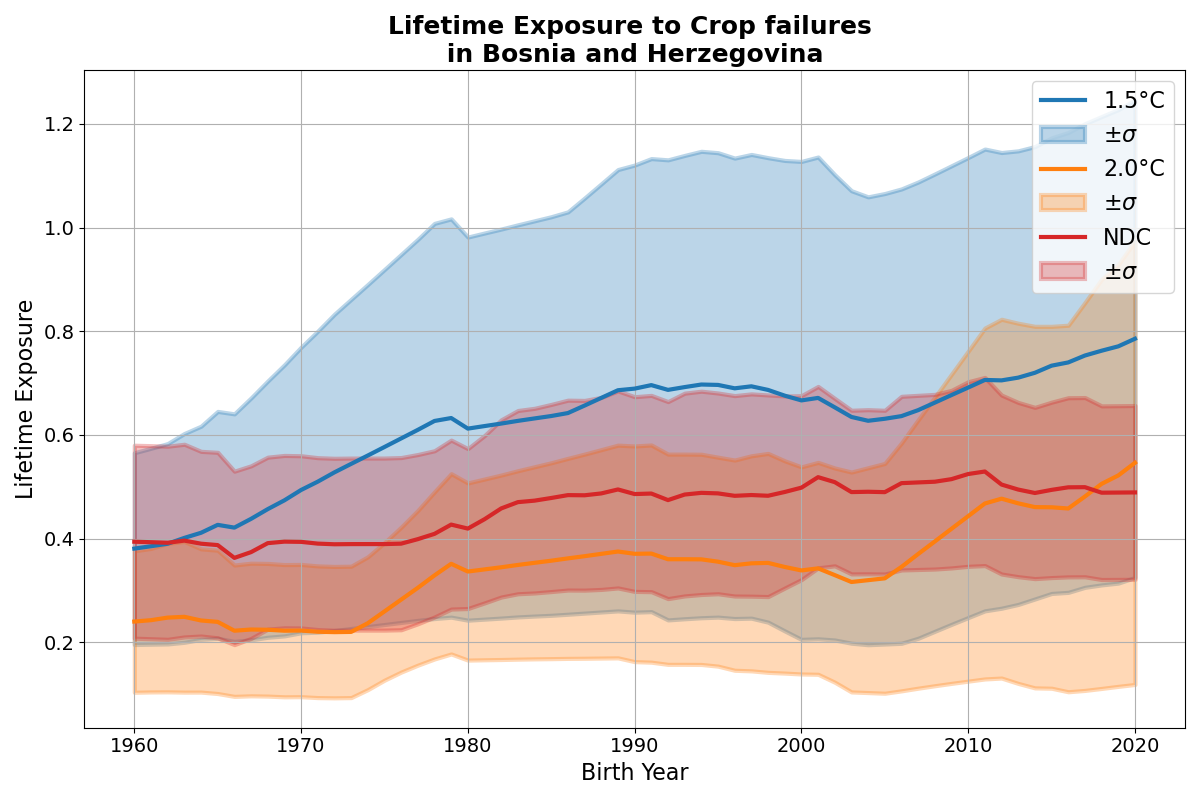 Lifetime Exposure to Crop failures
in Bosnia and Herzegovina
1.5°C
±σ
2.0°C
±σ
NDC
±σ
Lifetime Exposure
1.2
1.0
0.8
0.6
0.4
0.2
1960 1970 1980 1990 2000 2010 2020
Birth Year